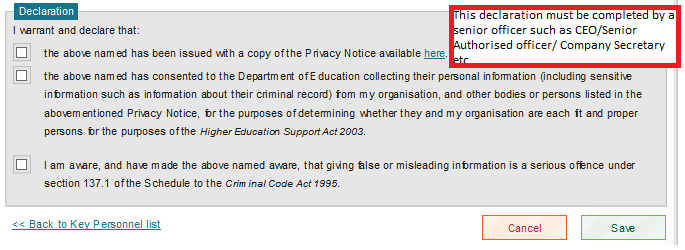 Declaration
This declaration must be completed by a
senior officer such as CEO/Senior
Authorised officer/ Company Secretary
etc
I warrant and declare that:
the above named has been issued with a copy of the Privacy Notice available here.
the above named has consented to the Department of Education collecting their personal information (including sensitive
information such as information about their criminal record) from my organisation, and other bodies or persons listed in the
abovementioned Privacy Notice, for the purposes of determining whether they and my organisation are each fit and proper
persons for the purposes of the Higher Education Support Act 2003.
I am aware, and have made the above named aware, that giving false or misleading information is a serious offence under
section 137.1 of the Schedule to the Criminal Code Act 1995.
<< Back to Key Personnel list
Cancel
Save